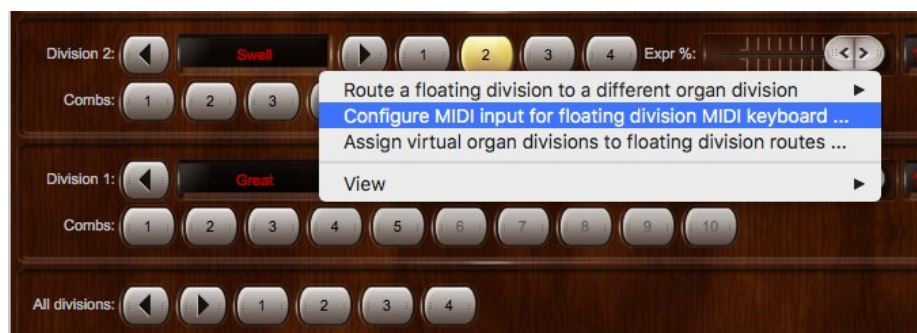 Division 2: Swell 1 2 3 4 Expr %: < >
Combs: 1 2 3
Route a floating division to a different organ division
Configure MIDI input for floating division MIDI keyboard ...
Assign virtual organ divisions to floating division routes ...
View
Division 1: Great
Combs: 1 2 3 4 5 6 7 8 9 10
All divisions: 1 2 3 4